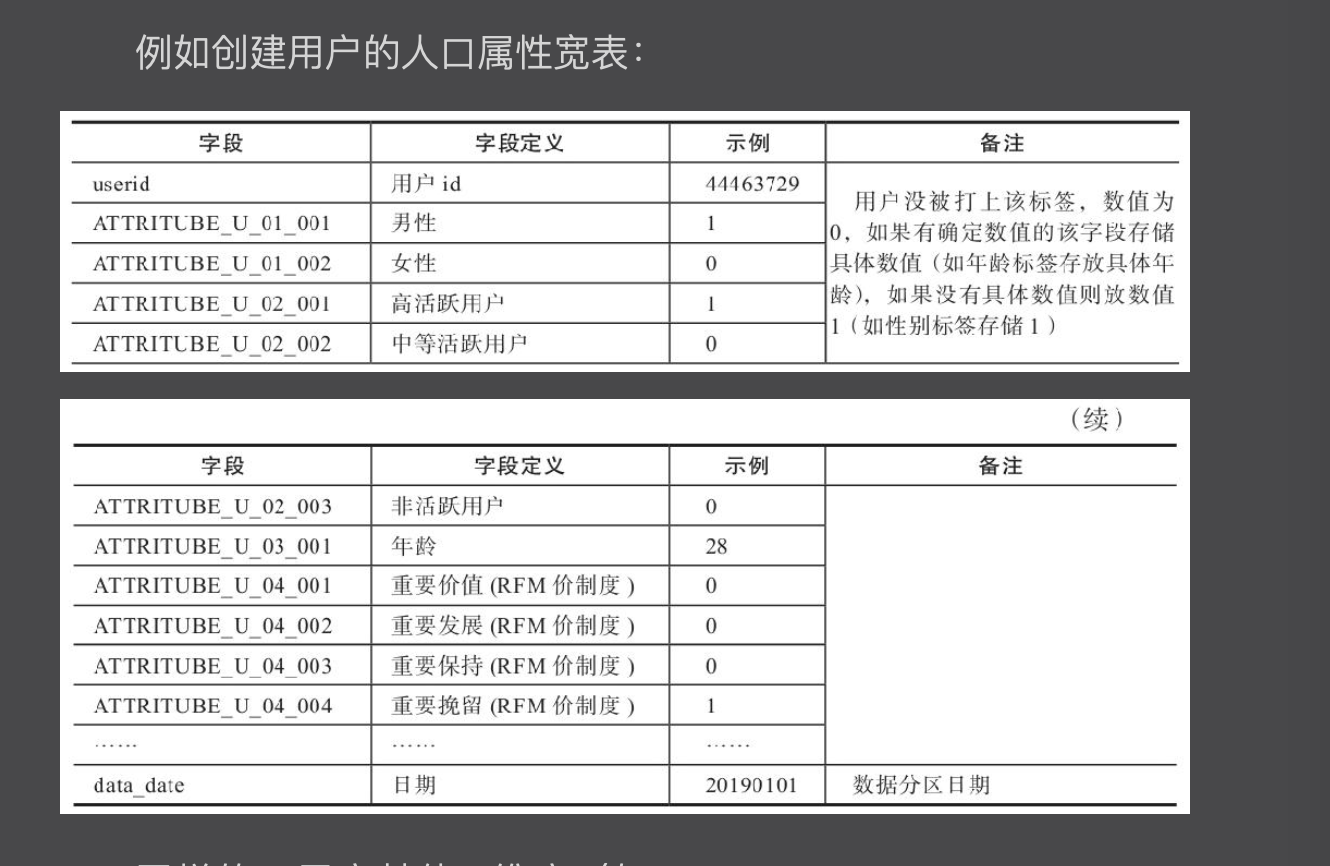 例如创建用户的人口属性宽表：
字段 字段定义 示例 备注
userid 用户 id 44463729
ATTRITUBE_U_01_001 男性 1
ATTRITUBE_U_01_002 女性 0
ATTRITUBE_U_02_001 高活跃用户 1
ATTRITUBE_U_02_002 中等活跃用户 0
用户没被打上该标签，数值为
0，如果有确定数值的该字段存储
具体数值（如年龄标签存放具体年
龄），如果没有具体数值则放数值
1（如性别标签存储 1）
（续）
字段 字段定义 示例 备注
ATTRITUBE_U_02_003 非活跃用户 0
ATTRITUBE_U_03_001 年龄 28
ATTRITUBE_U_04_001 重要价值 (RFM 价制度 ) 0
ATTRITUBE_U_04_002 重要发展 (RFM 价制度 ) 0
ATTRITUBE_U_04_003 重要保持 (RFM 价制度 ) 0
ATTRITUBE_U_04_004 重要挽留 (RFM 价制度 ) 1
…… …… ……
data_date 日期 20190101 数据分区日期